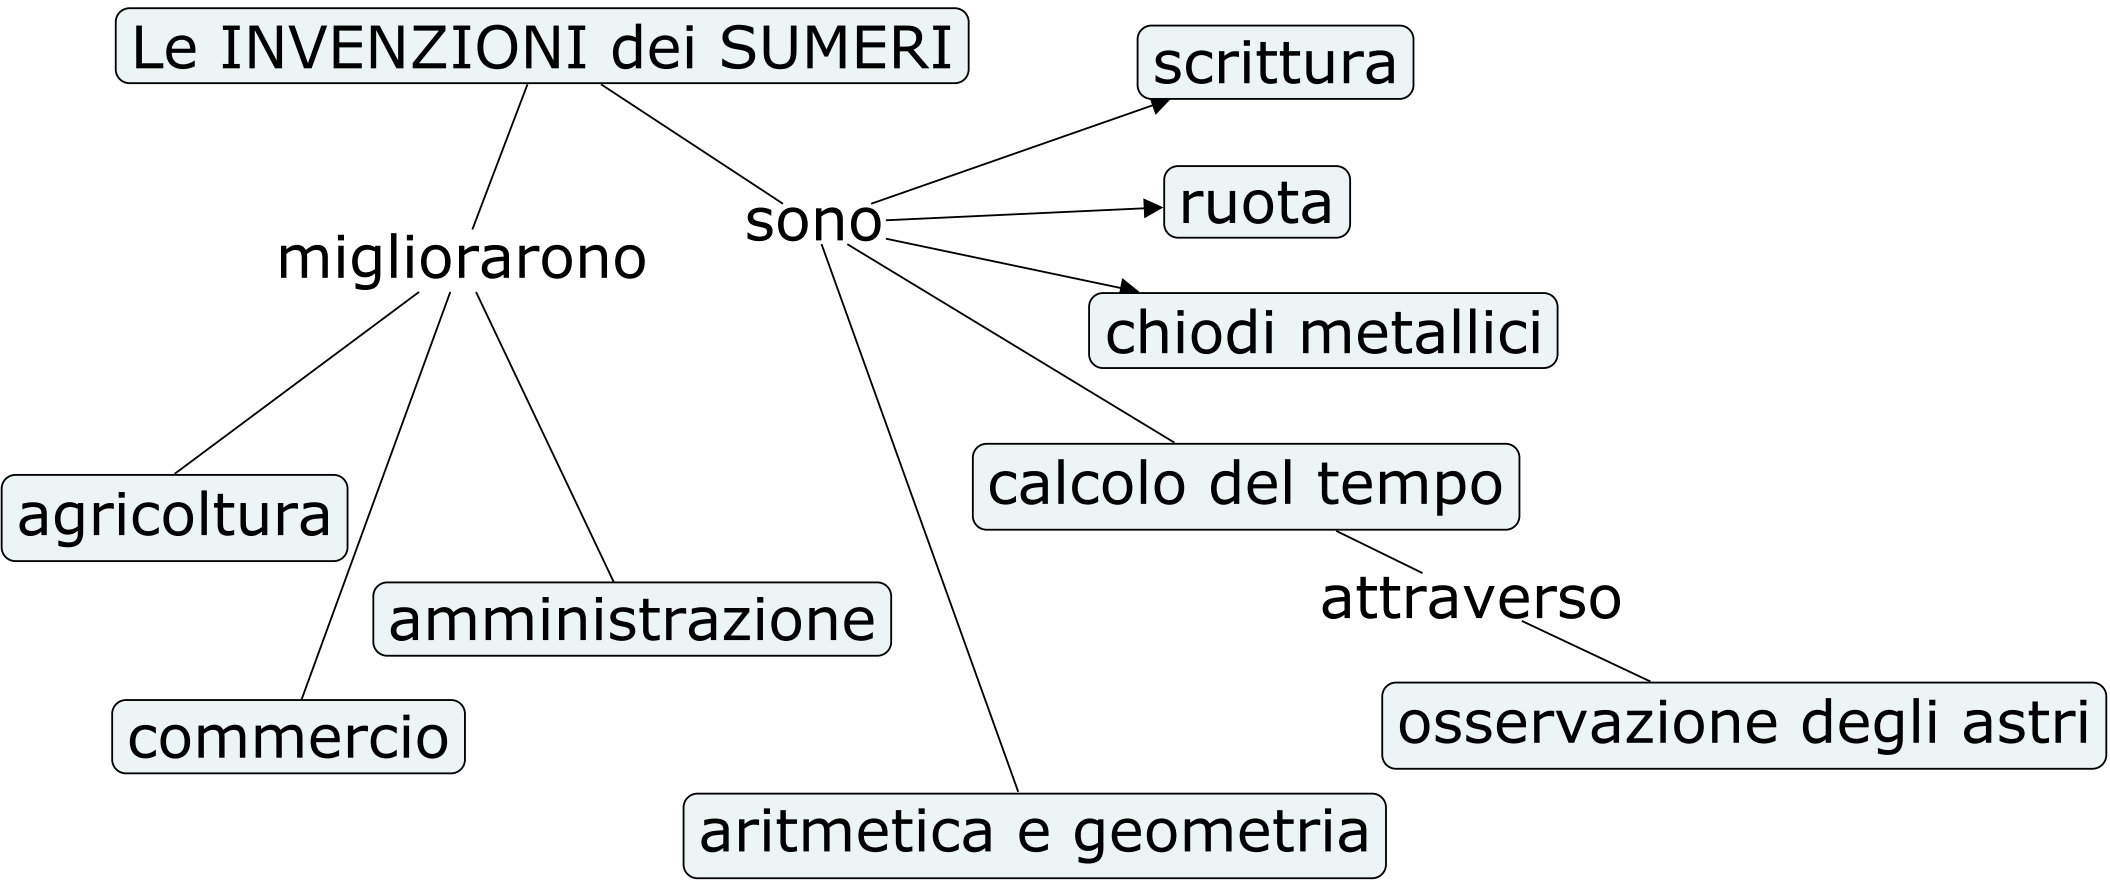 Le INVENZIONI dei SUMERI
scrittura
ruota
sono
migliorarono
chiodi metallici
calcolo del tempo
agricoltura
attraverso
amministrazione
osservazione degli astri
commercio
aritmetica e geometria